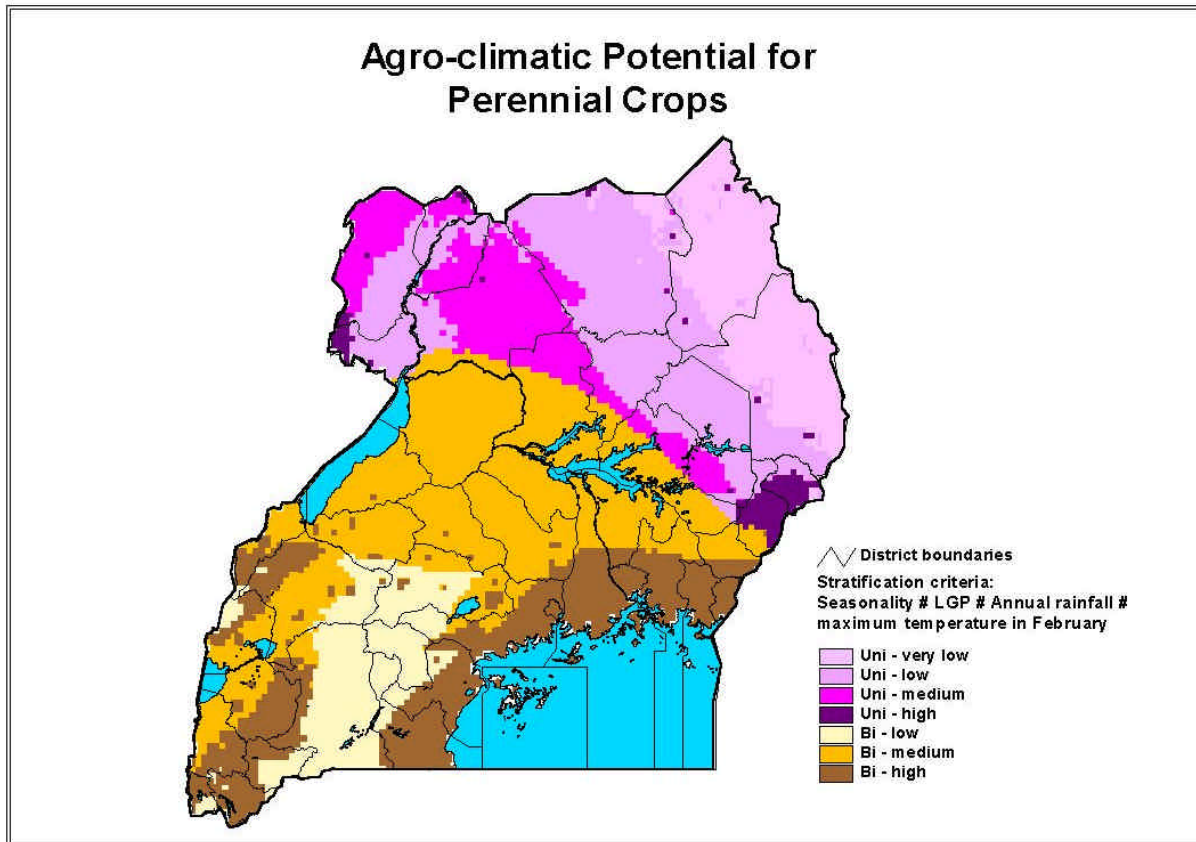 Agro-climatic Potential for
Perennial Crops
District boundaries
Stratification criteria:
Seasonality # LGP # Annual rainfall #
maximum temperature in February
Uni - very low
Uni - low
Uni - medium
Uni - high
Bi - low
Bi - medium
Bi - high